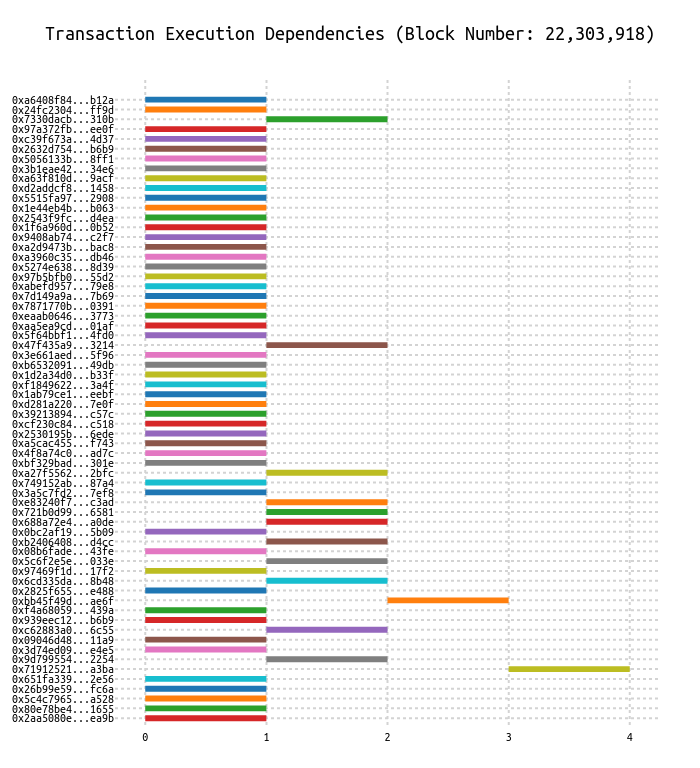 Transaction Execution Dependencies (Block Number: 22,303,918)
0xa6408f84...b12a
0x24fc2304...ff9d
0x7330dacb...310b
0x97a372fb...ee0f
0xc39f673a...4d37
0x2632d754...b6b9
0x5056133b...8ff1
0x3b1eae42...34e6
0xa63f810d...9acf
0xd2addcf8...1458
0x5515fa97...2908
0x1e44eb4b...b063
0x2543f9fc...d4ea
0x1f6a960d...0b52
0x9408ab74...c2f7
0xa2d9473b...bac8
0xa3960c35...db46
0x5274e638...8d39
0x97b5bfb0...55d2
0xabefd957...79e8
0x7d149a9a...7b69
0x7871770b...0391
0xeaab0646...3773
0xaa5ea9cd...01af
0x5f64bbf1...4fd0
0x47f435a9...3214
0x3e661aed...5f96
0xb6532091...49db
0x1d2a34d0...b33f
0xf1849622...3a4f
0x1ab79ce1...eebf
0xd281a220...7e0f
0x39213894...c57c
0xcf230c84...c518
0x2530195b...6ede
0xa5cac455...f743
0x4f8a74c0...ad7c
0xbf329bad...301e
0xa27f5562...2bfc
0x749152ab...87a4
0x3a5c7fd2...7ef8
0xe83240f7...c3ad
0x721b0d99...6581
0x688a72e4...a0de
0x0bc2af19...5b09
0xb2406408...d4cc
0x08b6fade...43fe
0x5c6f2e5e...033e
0x97469f1d...17f2
0x6cd335da...8b48
0x2825f655...e488
0xbb45f49d...ae6f
0xf4a68059...439a
0x939eec12...b6b9
0xc62883a0...6c55
0x09046d48...11a9
0x3d74ed09...e4e5
0x9d799554...2254
0x71912521...a3ba
0x651fa339...2e56
0x26b99e59...fc6a
0x5c4c7965...a528
0x80e78be4...1655
0x2aa5080e...ea9b
0 1 2 3 4